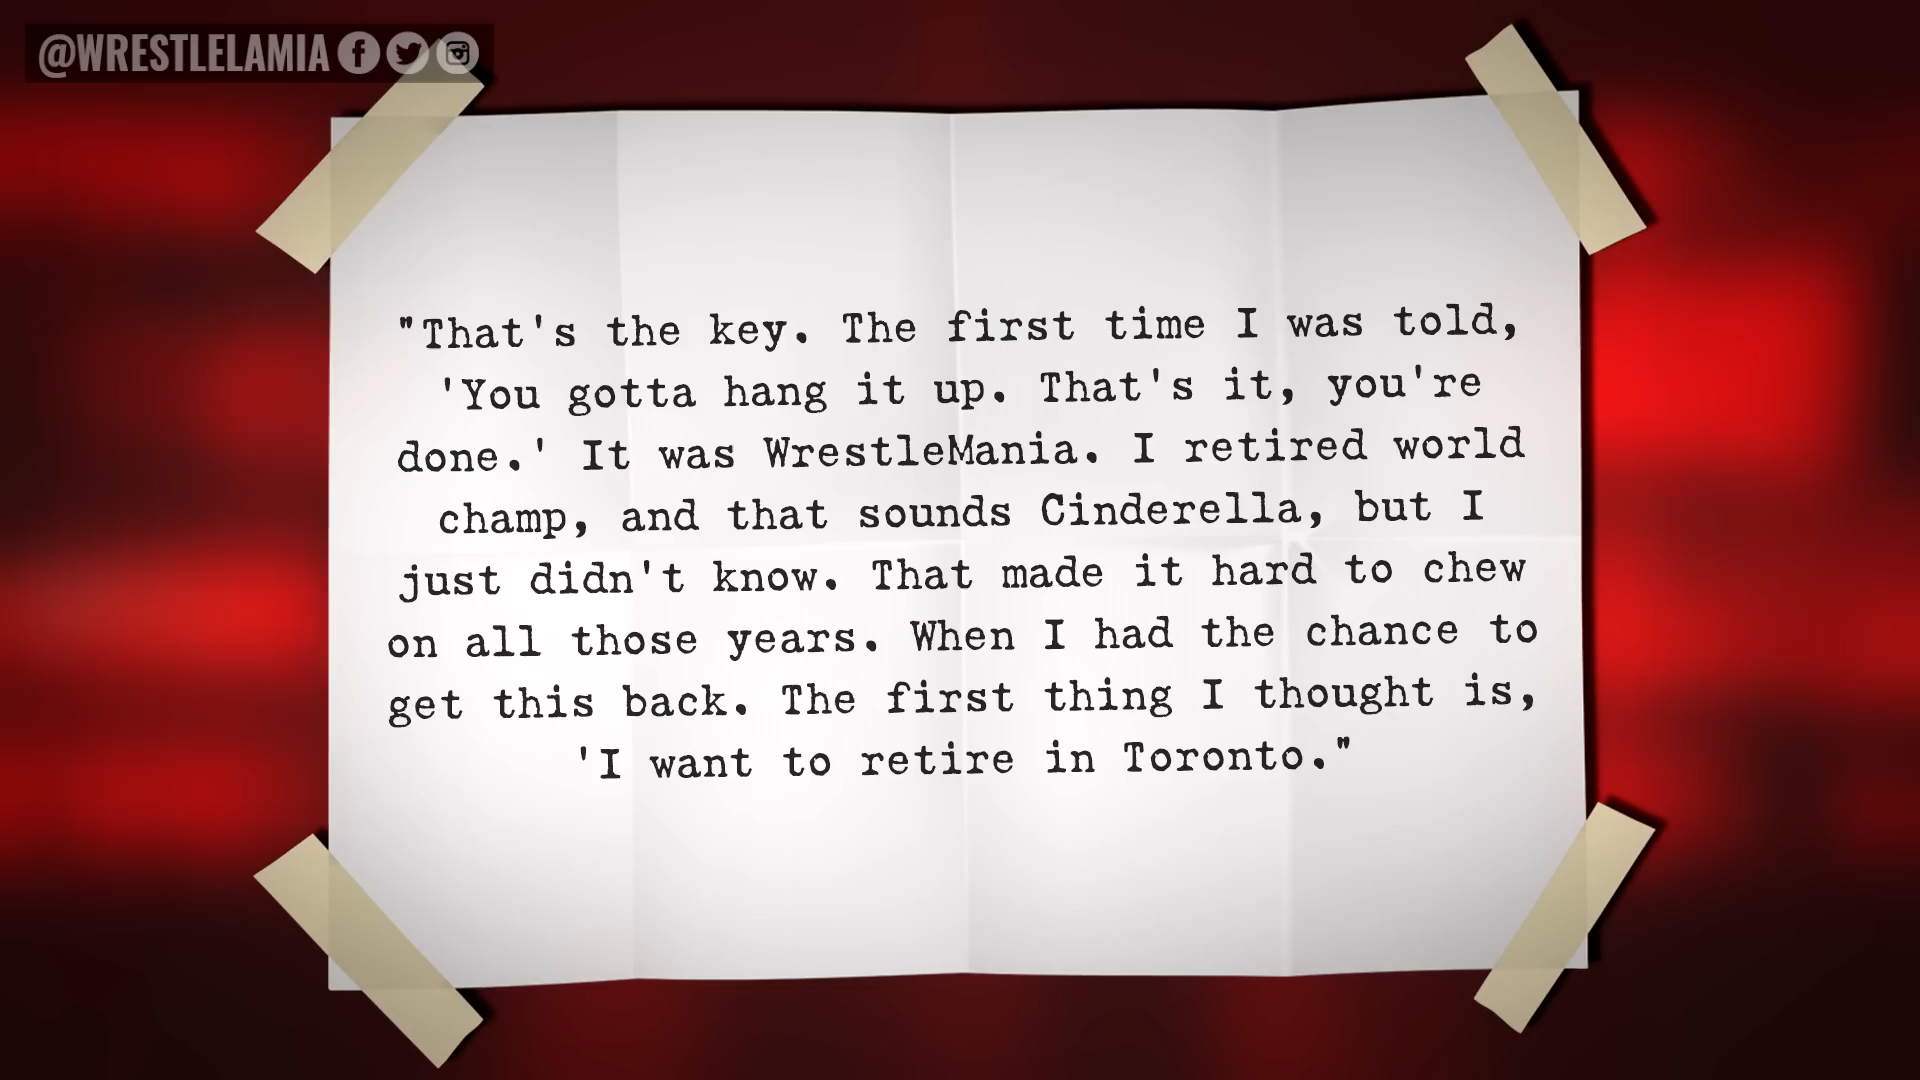 @WRESTLELAMIA
"That's the key. The first time I was told,
'You gotta hang it up. That's it, you're
done.' It was WrestleMania. I retired world
champ, and that sounds Cinderella, but I
just didn't know. That made it hard to chew
on all those years. When I had the chance to
get this back. The first thing I thought is,
'I want to retire in Toronto."